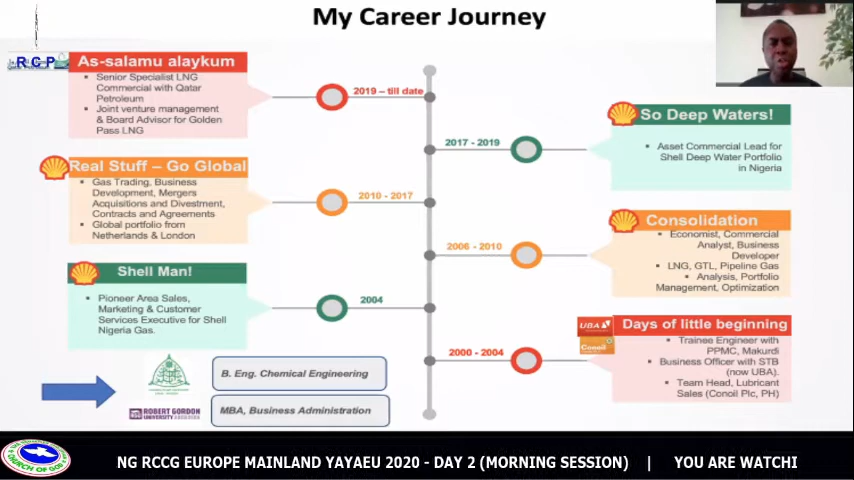 My Career Journey
RCP
As-salamu alaykum
Senior Specialist LNG
Commercial with Qatar
Petroleum
Joint venture management
& Board Advisor for Golden
Pass LNG
2019 – till date
So Deep Waters!
2017 - 2019
Asset Commercial Lead for
Shell Deep Water Portfolio
in Nigeria
Real Stuff – Go Global
Gas Trading, Business
Development, Mergers
Acquisitions and Divestment,
Contracts and Agreements
Global portfolio from
Netherlands & London
2010 - 2017
Consolidation
2006 - 2010
Economist, Commercial
Analyst, Business
Developer
LNG, GTL, Pipeline Gas
Analysis, Portfolio
Management, Optimization
Shell Man!
Pioneer Area Sales,
Marketing & Customer
Services Executive for Shell
Nigeria Gas.
2004
UBA
Conoil
Days of little beginning
2000 - 2004
Trainee Engineer with
PPMC, Makurdi
Business Officer with STB
(now UBA).
Team Head, Lubricant
Sales (Conoil Plc, PH)
B. Eng. Chemical Engineering
ROBERT GORDON
UNIVERSITY ABERDEEN
MBA, Business Administration
CHURCH OF GOD
NG RCCG EUROPE MAINLAND YAYAEU 2020 - DAY 2 (MORNING SESSION) | YOU ARE WATCHI